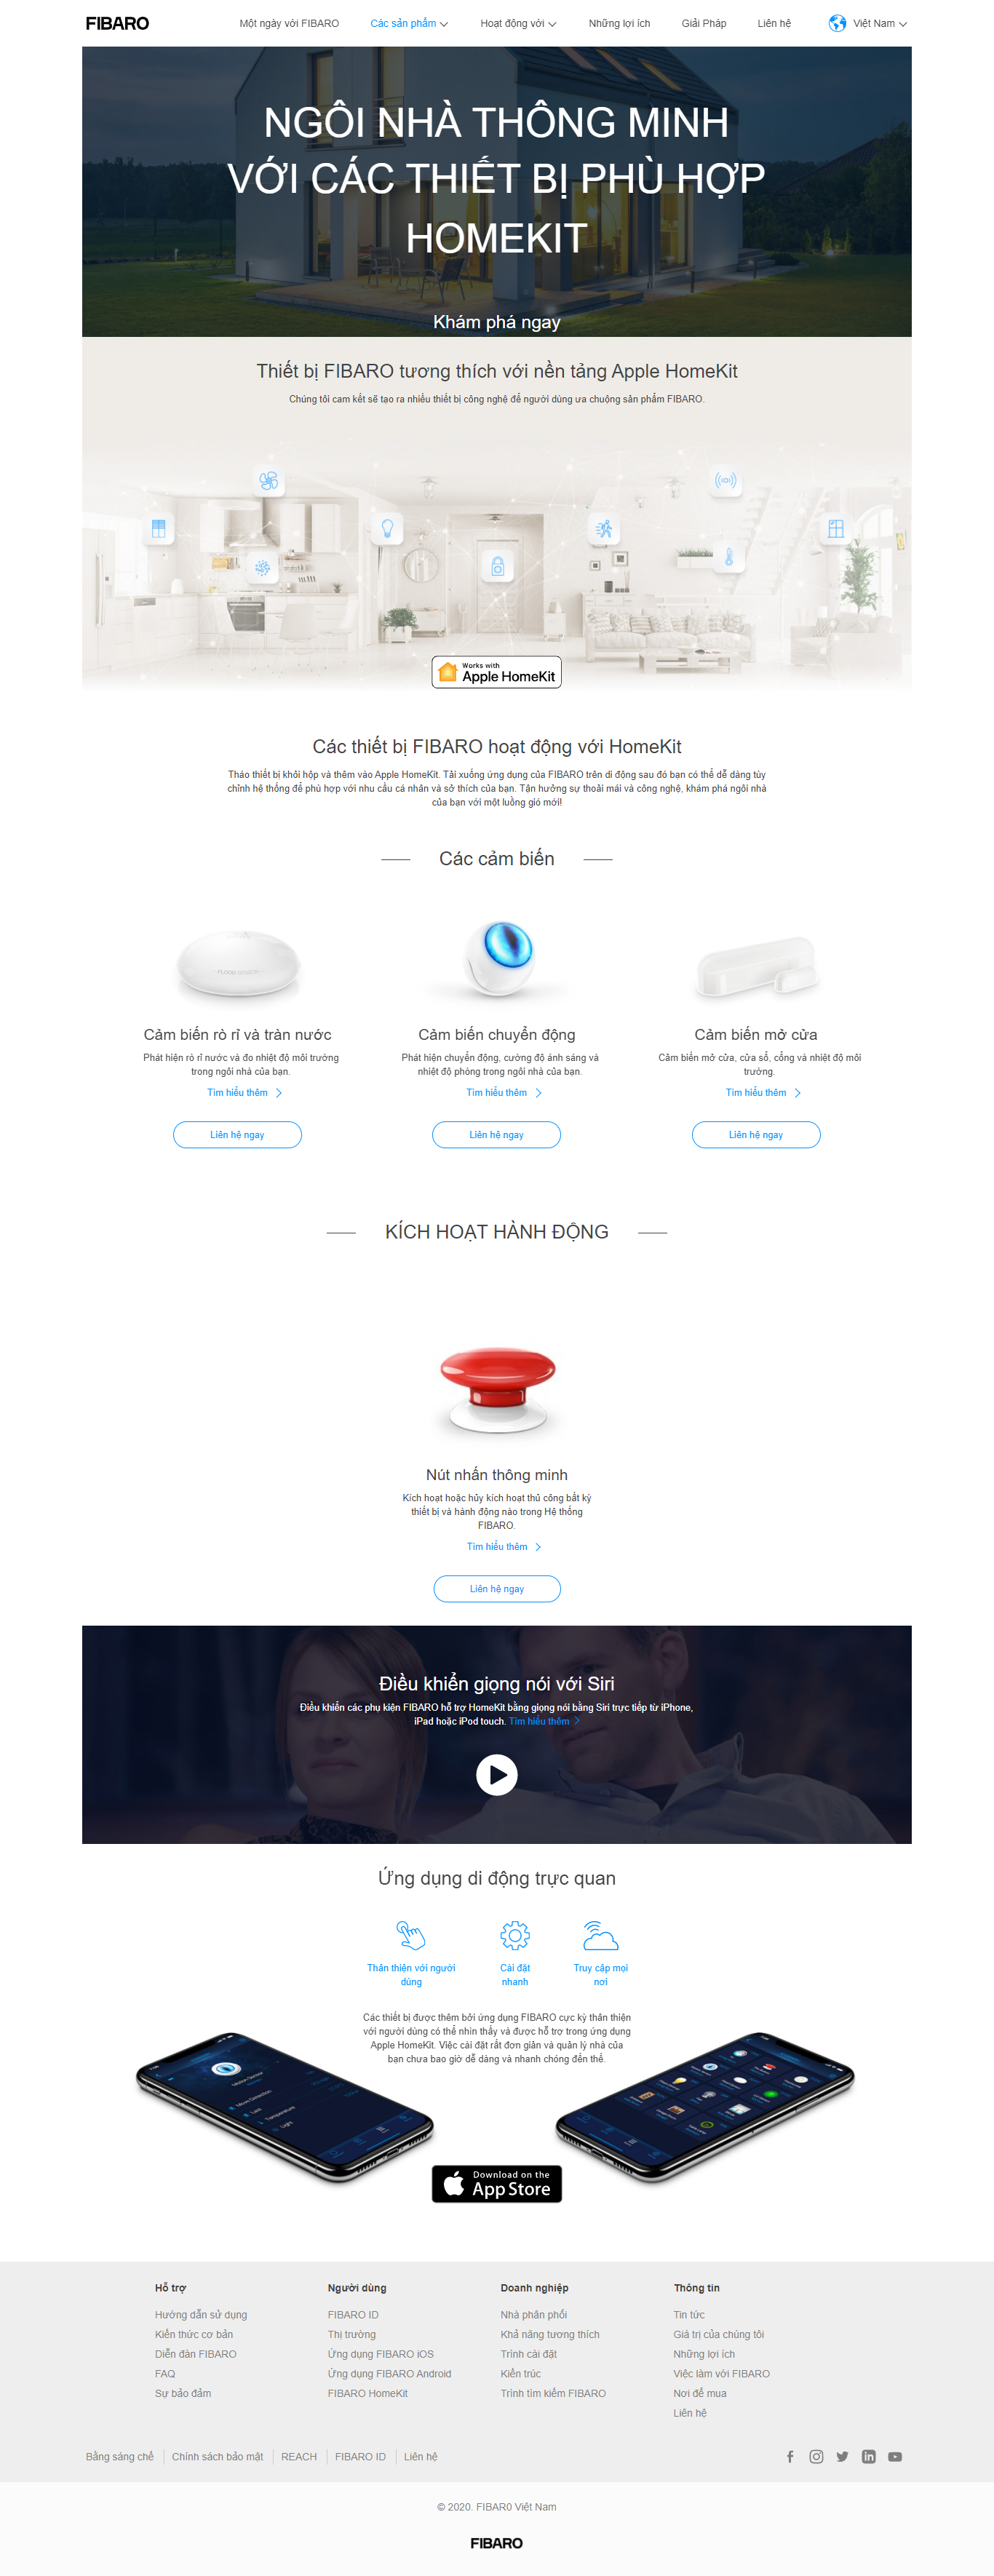 FIBARO
Một ngày với FIBARO
Các sản phẩm
Hoạt động với
Những lợi ích
Giải Pháp
Liên hệ
Việt Nam
NGÔI NHÀ THÔNG MINH
VỚI CÁC THIẾT BỊ PHÙ HỢP
HOMEKIT
Khám phá ngay
Thiết bị FIBARO tương thích với nền tảng Apple HomeKit
Chúng tôi cam kết sẽ tạo ra nhiều thiết bị công nghệ để người dùng ưa chuộng sản phẩm FIBARO.
Works with
Apple HomeKit
Các thiết bị FIBARO hoạt động với HomeKit
Tháo thiết bị khỏi hộp và thêm vào Apple HomeKit. Tải xuống ứng dụng của FIBARO trên di động sau đó bạn có thể dễ dàng tùy
chỉnh hệ thống để phù hợp với nhu cầu cá nhân và sở thích của bạn. Tận hưởng sự thoải mái và công nghệ, khám phá ngôi nhà
của bạn với một luồng gió mới!
Các cảm biến
FLOOD SENSOR
Cảm biến rò rỉ và tràn nước
Phát hiện rò rỉ nước và đo nhiệt độ môi trường
trong ngôi nhà của bạn.
Tìm hiểu thêm
Liên hệ ngay
Cảm biến chuyển động
Phát hiện chuyển động, cường độ ánh sáng và
nhiệt độ phòng trong ngôi nhà của bạn.
Tìm hiểu thêm
Liên hệ ngay
Cảm biến mở cửa
Cảm biến mở cửa, cửa sổ, cổng và nhiệt độ môi
trường.
Tìm hiểu thêm
Liên hệ ngay
KÍCH HOẠT HÀNH ĐỘNG
Nút nhấn thông minh
Kích hoạt hoặc hủy kích hoạt thủ công bất kỳ
thiết bị và hành động nào trong Hệ thống
FIBARO.
Tìm hiểu thêm
Liên hệ ngay
Điều khiển giọng nói với Siri
Điều khiển các phụ kiện FIBARO hỗ trợ HomeKit bằng giọng nói bằng Siri trực tiếp từ iPhone,
iPad hoặc iPod touch. Tìm hiểu thêm
Ứng dụng di động trực quan
Thân thiện với người
dùng
Cài đặt
nhanh
Truy cập mọi
nơi
Các thiết bị được thêm bởi ứng dụng FIBARO cực kỳ thân thiện
với người dùng có thể nhìn thấy và được hỗ trợ trong ứng dụng
Apple HomeKit. Việc cài đặt rất đơn giản và quản lý nhà của
bạn chưa bao giờ dễ dàng và nhanh chóng đến thế.
Motion Sensor
Move Detection
Temperature
Light
Download on the
App Store
Hỗ trợ
Hướng dẫn sử dụng
Kiến thức cơ bản
Diễn đàn FIBARO
FAQ
Sự bảo đảm
Người dùng
FIBARO ID
Thị trường
Ứng dụng FIBARO iOS
Ứng dụng FIBARO Android
FIBARO HomeKit
Doanh nghiệp
Nhà phân phối
Khả năng tương thích
Trình cài đặt
Kiến trúc
Trình tìm kiếm FIBARO
Thông tin
Tin tức
Giá trị của chúng tôi
Những lợi ích
Việc làm với FIBARO
Nơi để mua
Liên hệ
Bằng sáng chế
Chính sách bảo mật
REACH
FIBARO ID
Liên hệ
© 2020. FIBAR0 Việt Nam
FIBARO